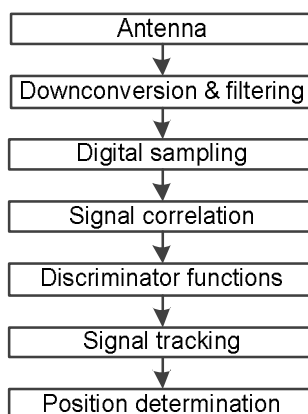 Antenna
Downconversion & filtering
Digital sampling
Signal correlation
Discriminator functions
Signal tracking
Position determination